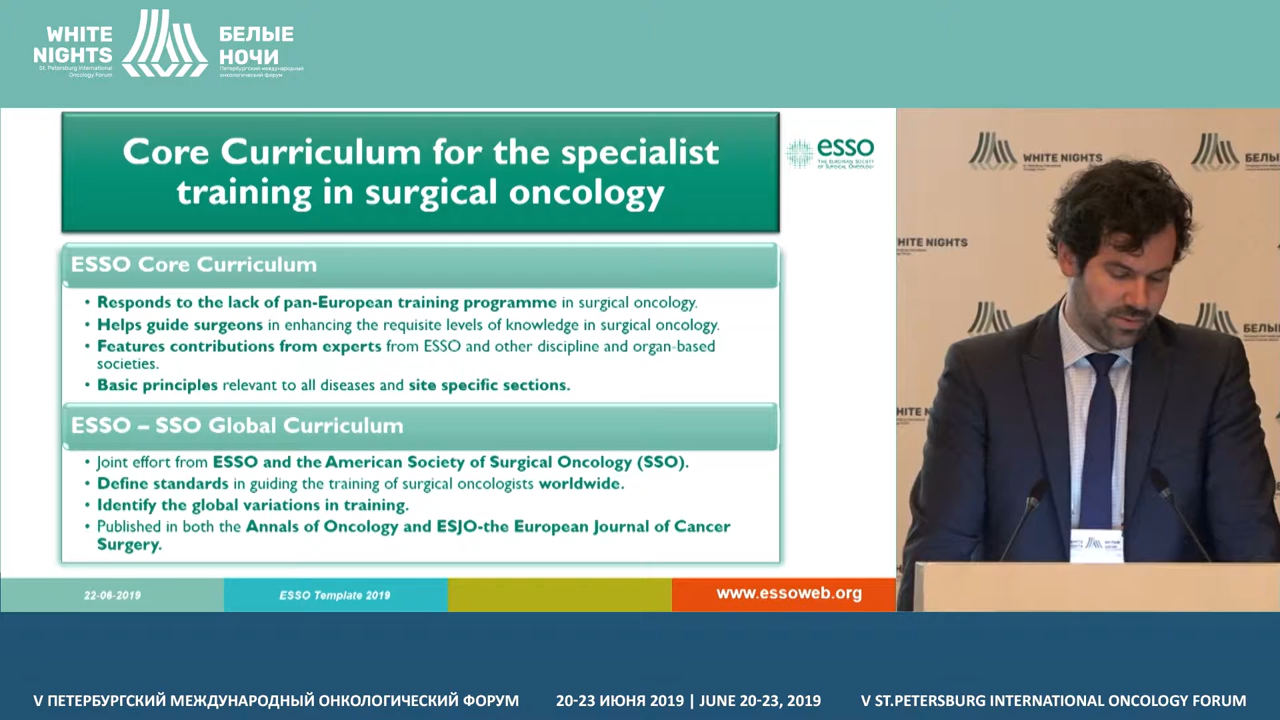 WHITE
NIGHTS
St. Petersburg International
Oncology Forum
БЕЛЫЕ
НОЧИ
Петербургский международный
онкологический форум
Core Curriculum for the specialist
training in surgical oncology
esso
THE EUROPEAN SOCIETY
OF SURGICAL ONCOLOGY
ESSO Core Curriculum
• Responds to the lack of pan-European training programme in surgical oncology.
• Helps guide surgeons in enhancing the requisite levels of knowledge in surgical oncology.
• Features contributions from experts from ESSO and other discipline and organ-based
societies.
• Basic principles relevant to all diseases and site specific sections.
ESSO – SSO Global Curriculum
• Joint effort from ESSO and the American Society of Surgical Oncology (SSO).
• Define standards in guiding the training of surgical oncologists worldwide.
• Identify the global variations in training.
• Published in both the Annals of Oncology and ESJO-the European Journal of Cancer
Surgery.
22-06-2019
ESSO Template 2019
www.essoweb.org
WHITE NIGHTS
БЕЛЫ
HITE NIGHTS
БЕЛЫ
HITE N
БЕЛЫ
V ПЕТЕРБУРГСКИЙ МЕЖДУНАРОДНЫЙ ОНКОЛОГИЧЕСКИЙ ФОРУМ
20-23 ИЮНЯ 2019 | JUNE 20-23, 2019
V ST.PETERSBURG INTERNATIONAL ONCOLOGY FORUM